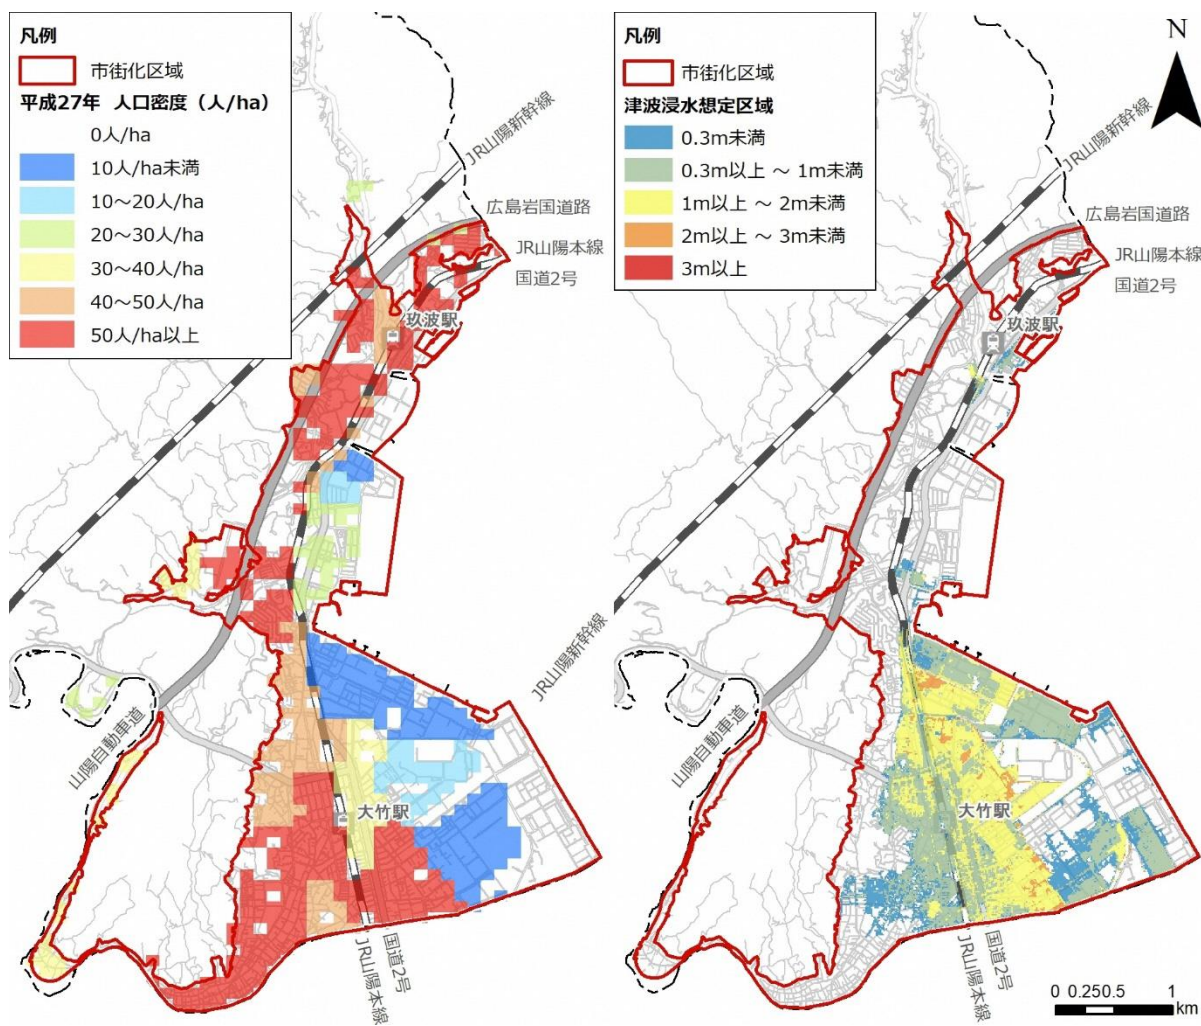 凡例
市街化区域
平成27年 人口密度（人/ha）
0人/ha
10人/ha未満
10～20人/ha
20～30人/ha
30～40人/ha
40～50人/ha
50人/ha以上
JR山陽新幹線
広島岩国道路
JR山陽本線
国道2号
玖波駅
山陽自動車道
大竹駅
国道2号
JR山陽本線
凡例
市街化区域
津波浸水想定区域
0.3m未満
0.3m以上 ～ 1m未満
1m以上 ～ 2m未満
2m以上 ～ 3m未満
3m以上
N
JR山陽新幹線
広島岩国道路
JR山陽本線
国道2号
玖波駅
JR山陽新幹線
山陽自動車道
大竹駅
国道2号
JR山陽本線
0 0.25 0.5 1
km